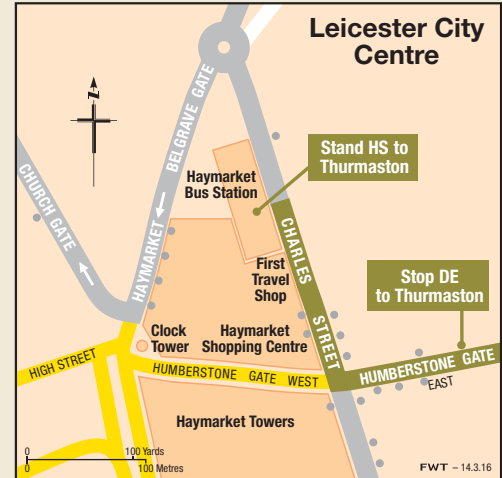 Leicester City
Centre
n
BELGRAVE GATE
Stand HS to
Thurmaston
Haymarket
Bus Station
CHURCH GATE
HAYMARKET
CHARLES STREET
First
Travel
Shop
Stop DE
to Thurmaston
Clock
Tower
Haymarket
Shopping Centre
HIGH STREET
HUMBERSTONE GATE WEST
HUMBERSTONE GATE
EAST
Haymarket Towers
0 100 Yards
0 100 Metres
FWT – 14.3.16